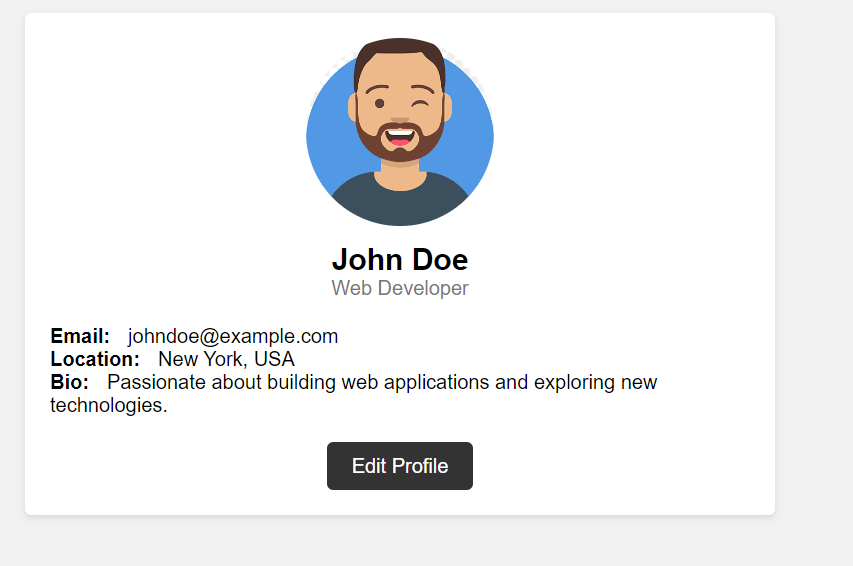 John Doe
Web Developer
Email: johndoe@example.com
Location: New York, USA
Bio: Passionate about building web applications and exploring new
technologies.
Edit Profile